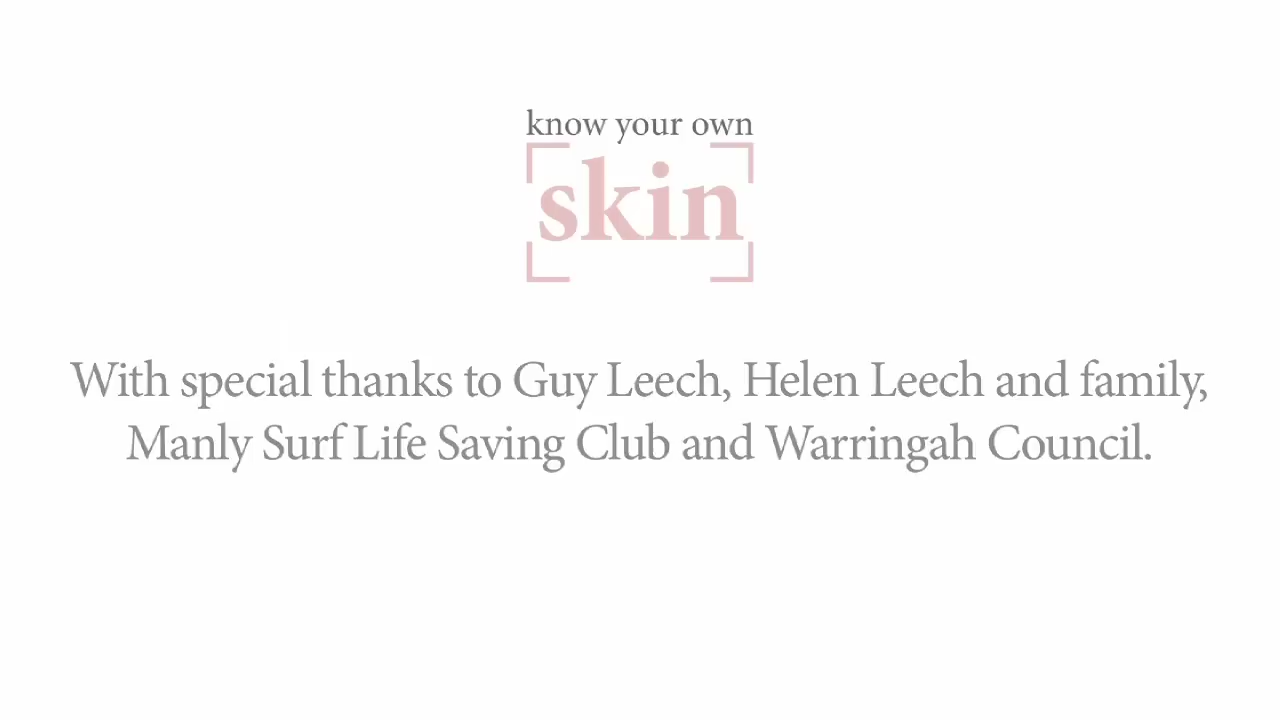 know your own
skin
With special thanks to Guy Leech, Helen Leech and family,
Manly Surf Life Saving Club and Warringah Council.